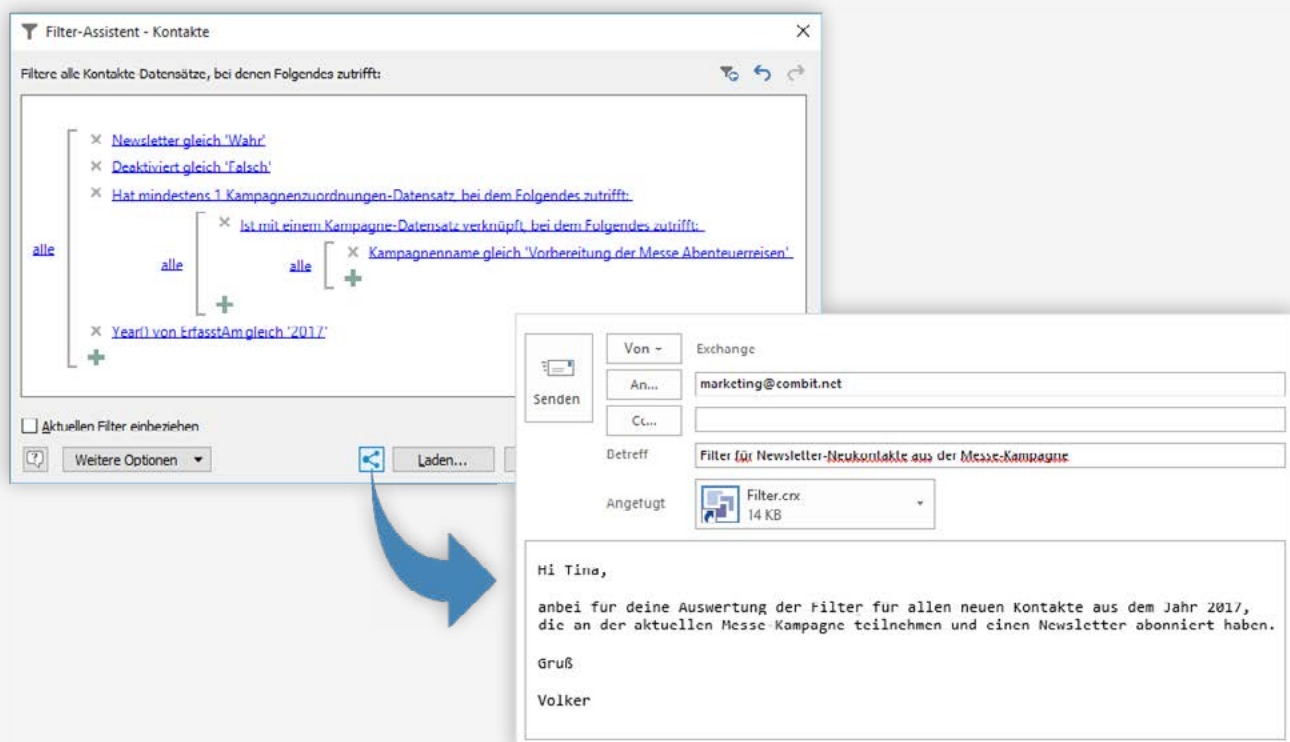 Filter-Assistent - Kontakte
Filtere alle Kontakte-Datensätze, bei denen Folgendes zutrifft:
Newsletter gleich 'Wahr'
Deaktiviert gleich 'Falsch'
Hat mindestens 1 Kampagnenzuordnungen-Datensatz, bei dem Folgendes zutrifft:
Ist mit einem Kampagne-Datensatz verknüpft, bei dem Folgendes zutrifft:
alle
alle
alle
Kampagnenname gleich 'Vorbereitung der Messe Abenteuerreisen'
Year() von ErfasstAm gleich '2017'
Aktuellen Filter einbeziehen
Weitere Optionen
Laden...
Senden
Von
Exchange
An...
marketing@combit.net
Cc...
Betreff
Filter für Newsletter-Neukontakte aus der Messe-Kampagne
Angefügt
Filter.crx
14 KB
Hi Tina,
anbei für deine Auswertung der Filter für allen neuen Kontakte aus dem Jahr 2017,
die an der aktuellen Messe-Kampagne teilnehmen und einen Newsletter abonniert haben.
Gruß
Volker